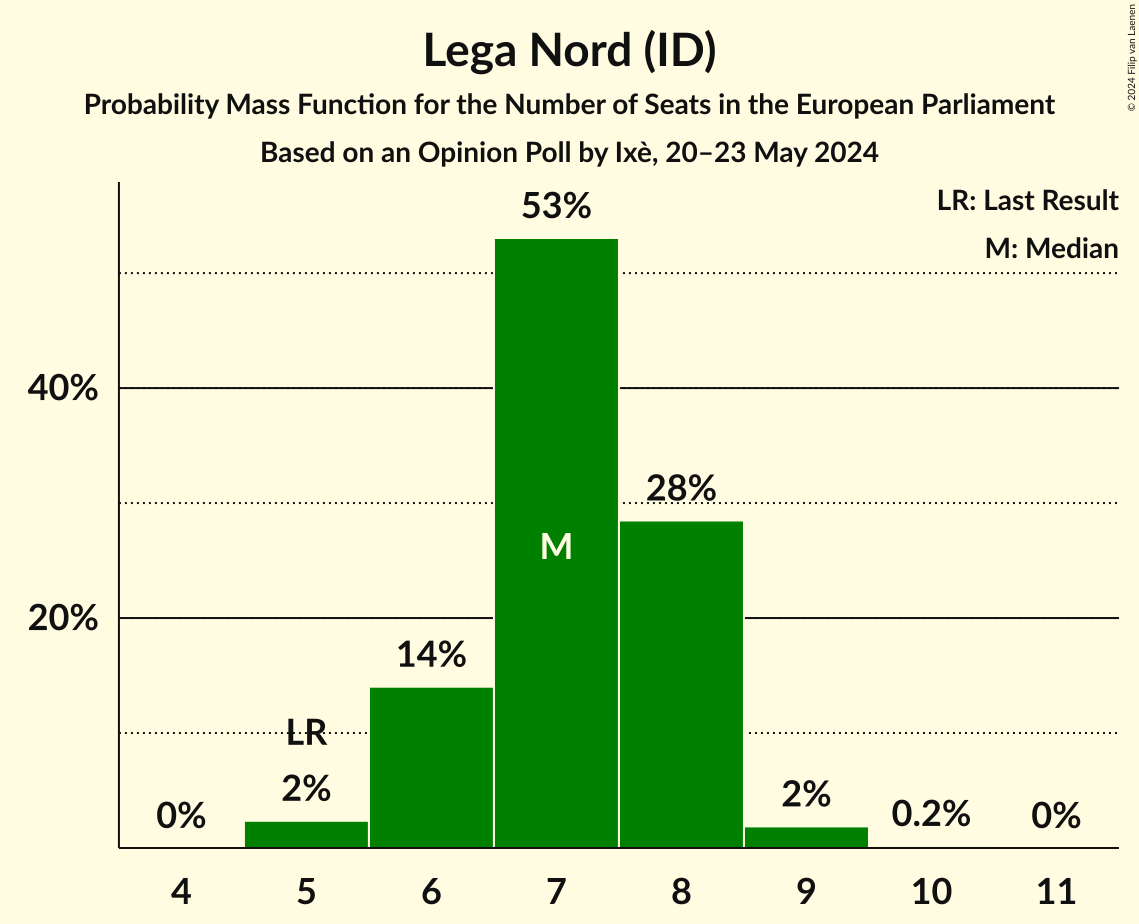 Lega Nord (ID)
Probability Mass Function for the Number of Seats in the European Parliament
Based on an Opinion Poll by Ixè, 20–23 May 2024
© 2024 Filip van Laenen
LR: Last Result
M: Median
53%
40%
28%
M
20%
14%
LR
2%
2%
0%
0.2%
0%
4 5 6 7 8 9 10 11